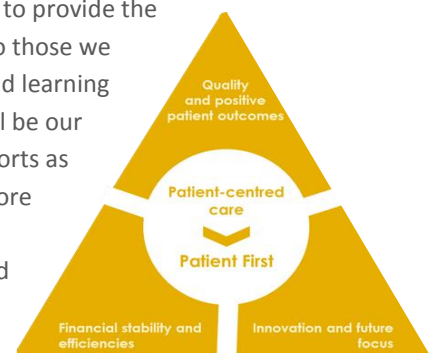 to provide the
o those we
d learning
l be our
orts as
ore
d
Quality
and positive
patient outcomes
Patient-centred
care
Patient First
Financial stability and
efficiencies
Innovation and future
focus